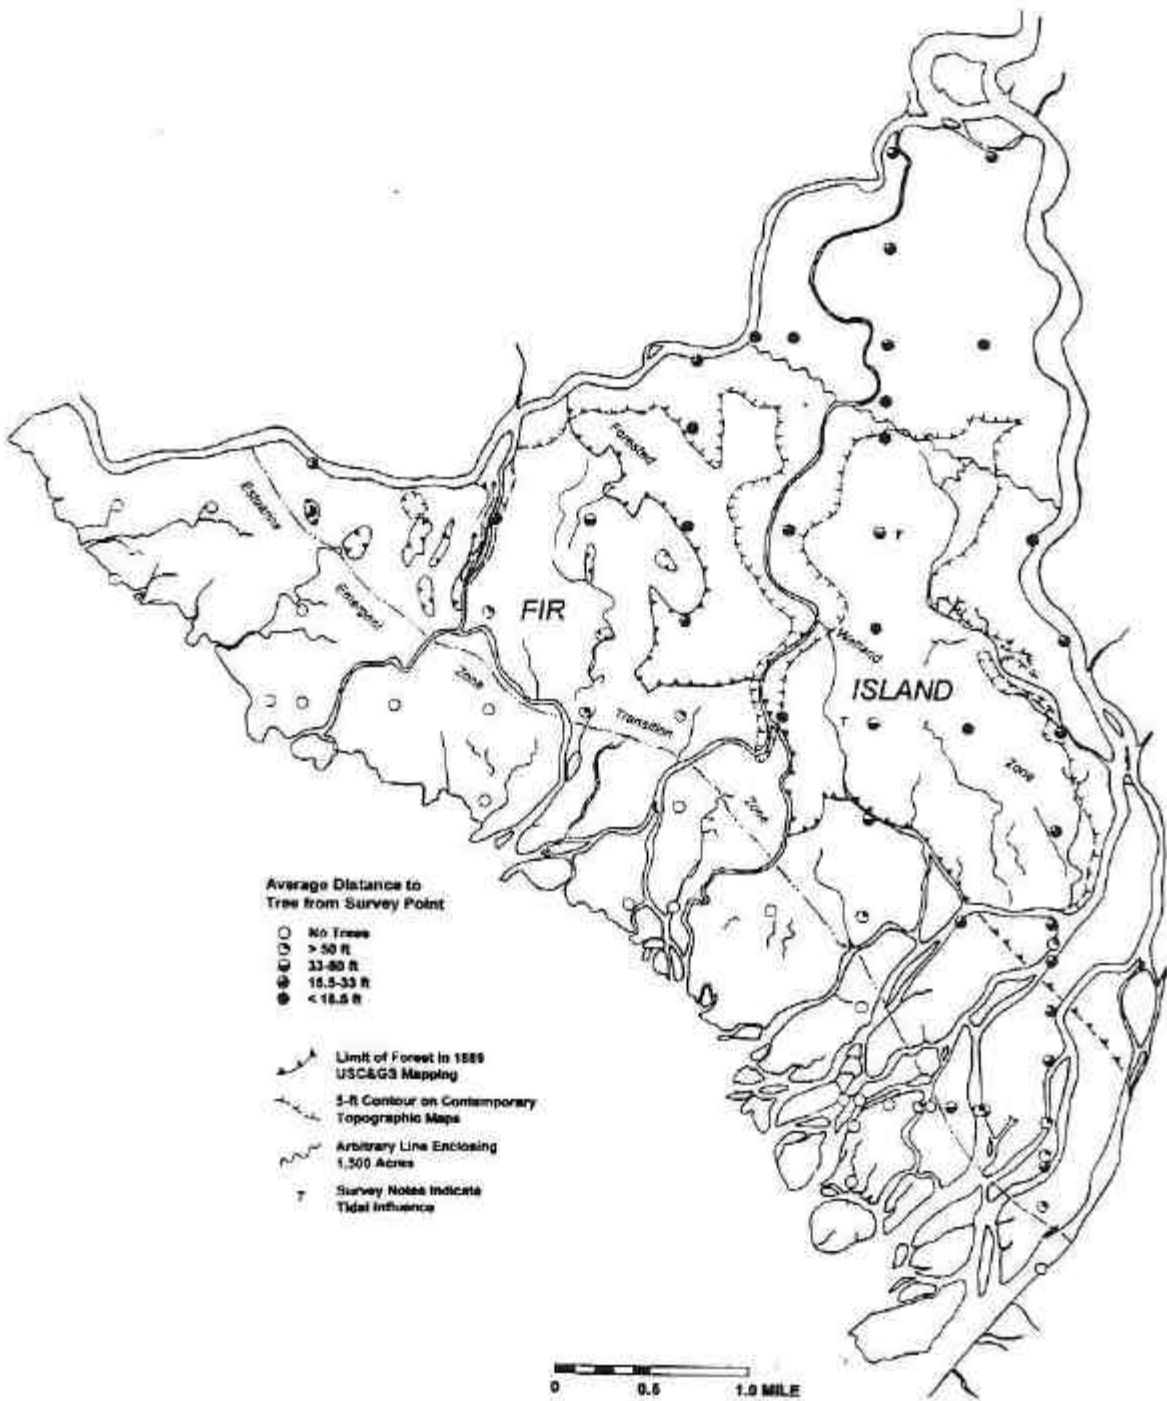 Forested
Estuarine
Emergent
Zone
FIR
T
Wetland
ISLAND
T
Transition
Zone
Zone
Average Distance to
Tree from Survey Point
No Trees
> 50 ft
33-50 ft
16.5-33 ft
< 16.5 ft
Limit of Forest in 1889
USC&GS Mapping
5-ft Contour on Contemporary
Topographic Maps
Arbitrary Line Enclosing
1,500 Acres
T Survey Notes Indicate
Tidal Influence
0 0.5 1.0 MILE